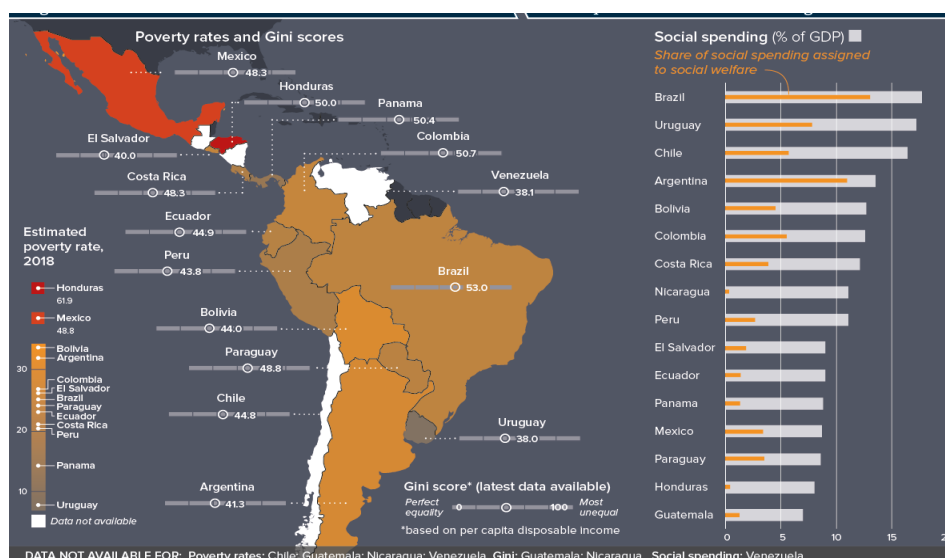 Poverty rates and Gini scores
Mexico
48.3
Honduras
50.0
Panama
50.4
El Salvador
40.0
Colombia
50.7
Costa Rica
48.3
Venezuela
38.1
Ecuador
44.9
Peru
43.8
Brazil
53.0
Bolivia
44.0
Paraguay
48.8
Chile
44.8
Uruguay
38.0
Argentina
41.3
Estimated
poverty rate,
2018
Honduras
61.9
Mexico
48.8
Bolivia
Argentina
30
Colombia
El Salvador
Brazil
Paraguay
Ecuador
20
Costa Rica
Peru
Panama
10
Uruguay
Data not available
Gini score* (latest data available)
Perfect equality
0
100
Most unequal
*based on per capita disposable income
Social spending (% of GDP)
Share of social spending assigned
to social welfare
Brazil
Uruguay
Chile
Argentina
Bolivia
Colombia
Costa Rica
Nicaragua
Peru
El Salvador
Ecuador
Panama
Mexico
Paraguay
Honduras
Guatemala
0 5 10 15
DATA NOT AVAILABLE FOR: Poverty rates: Chile; Guatemala; Nicaragua; Venezuela Gini: Guatemala; Nicaragua Social spending: Venezuela